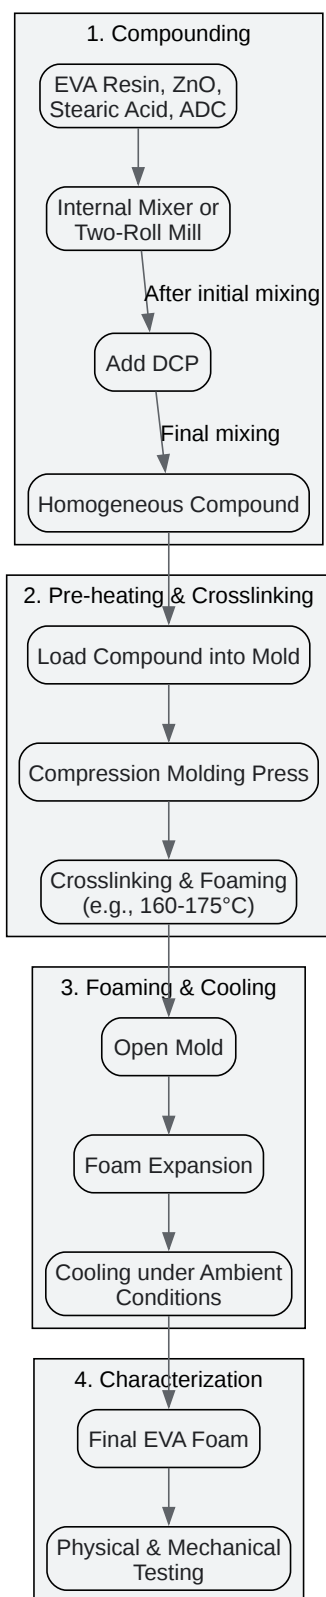 1. Compounding
EVA Resin, ZnO,
Stearic Acid, ADC
Internal Mixer or
Two-Roll Mill
After initial mixing
Add DCP
Final mixing
Homogeneous Compound
2. Pre-heating & Crosslinking
Load Compound into Mold
Compression Molding Press
Crosslinking & Foaming
(e.g., 160-175°C)
3. Foaming & Cooling
Open Mold
Foam Expansion
Cooling under Ambient
Conditions
4. Characterization
Final EVA Foam
Physical & Mechanical
Testing